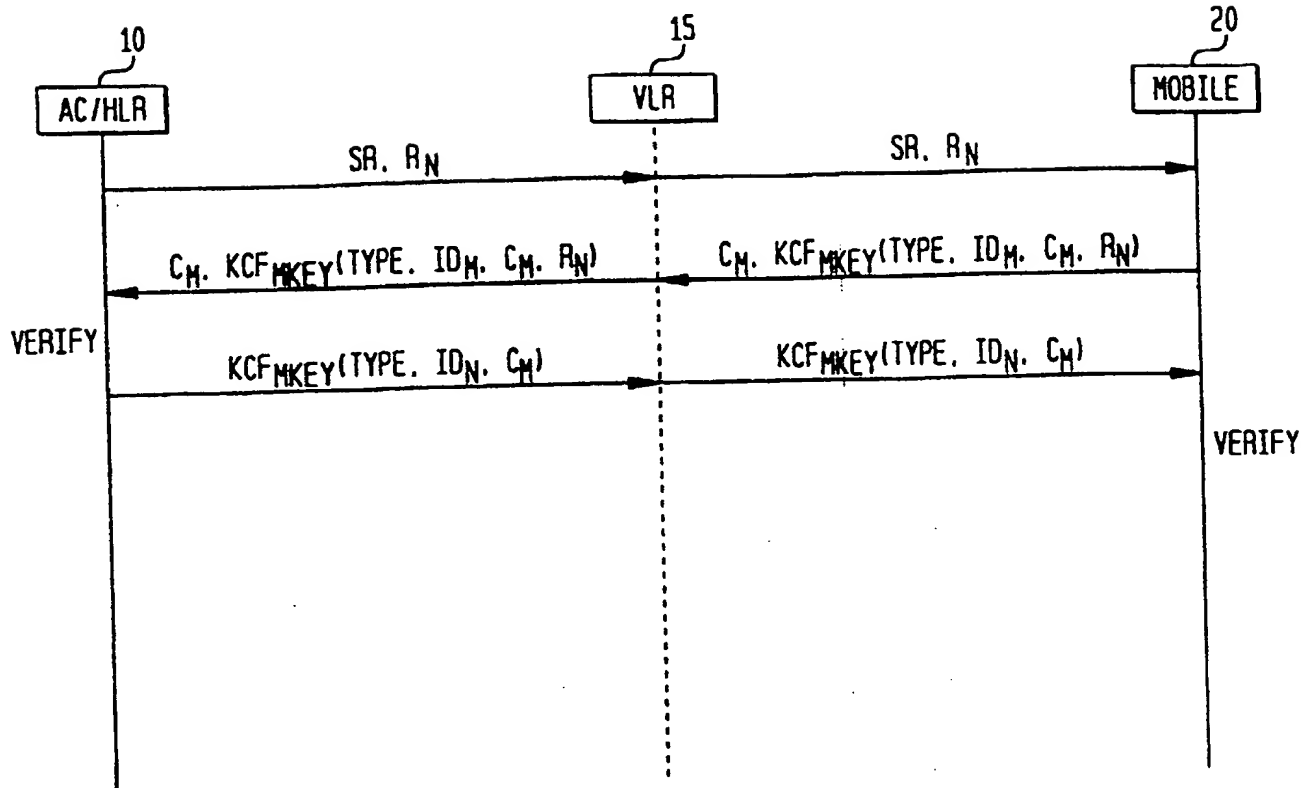 10
15
20
AC/HLR
VLR
MOBILE
SR, RN
SR, RN
CM, KCFMKEY(TYPE, IDM, CM, RN)
CM, KCFMKEY(TYPE, IDM, CM, RN)
VERIFY
KCFMKEY(TYPE, IDN, CM)
KCFMKEY(TYPE, IDN, CM)
VERIFY